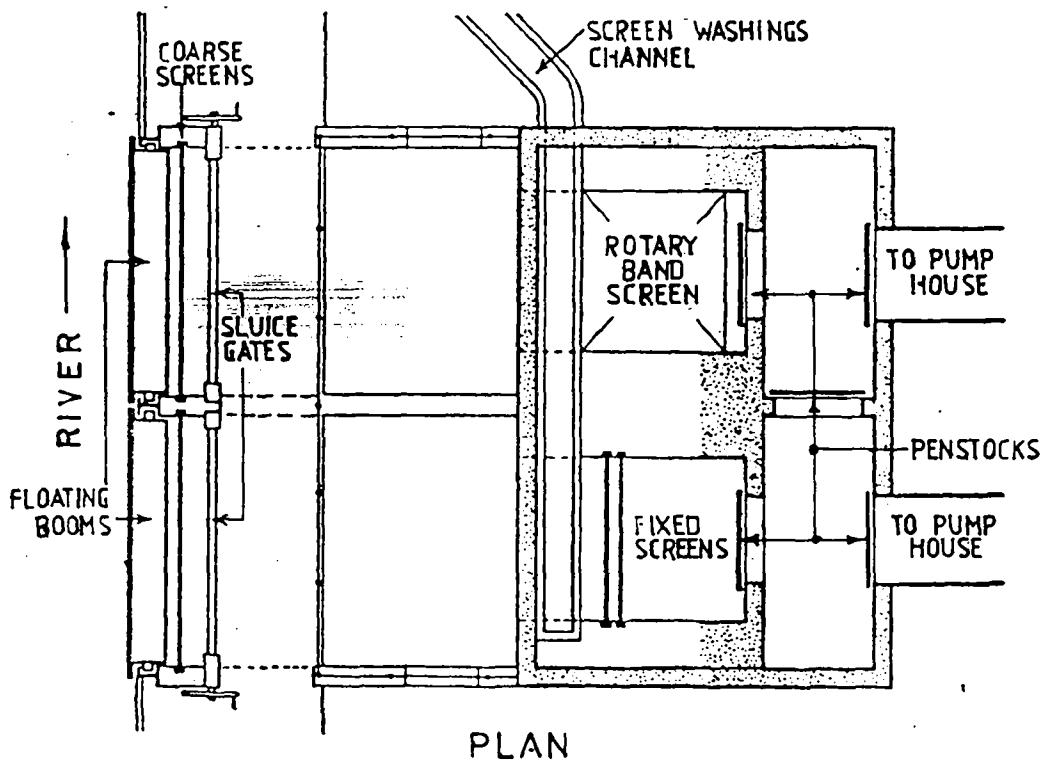 SCREEN WASHINGS
CHANNEL
COARSE
SCREENS
ROTARY
BAND
SCREEN
TO PUMP
HOUSE
SLUICE
GATES
RIVER
PENSTOCKS
FLOATING
BOOMS
FIXED
SCREENS
TO PUMP
HOUSE
PLAN